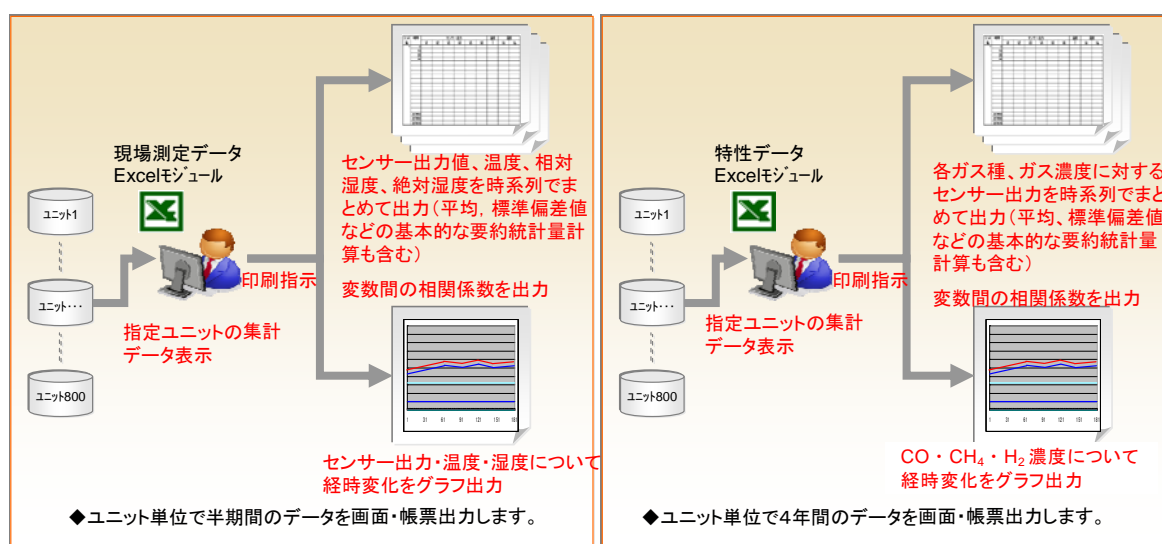 現場測定データ
Excelモジュール
ユニット1
ユニット･･･
ユニット800
指定ユニットの集計
データ表示
印刷指示
センサー出力値、温度、相対
湿度、絶対湿度を時系列でま
とめて出力（平均，標準偏差値
などの基本的な要約統計量計
算も含む）
変数間の相関係数を出力
1 31 61 91 121 151 181
センサー出力・温度・湿度について
経時変化をグラフ出力
◆ユニット単位で半期間のデータを画面・帳票出力します。
特性データ
Excelモジュール
ユニット1
ユニット･･･
ユニット800
指定ユニットの集計
データ表示
印刷指示
各ガス種、ガス濃度に対する
センサー出力を時系列でまと
めて出力（平均、標準偏差値
などの基本的な要約統計量
計算も含む）
変数間の相関係数を出力
1 31 61 91 121 151 181
CO・CH₄・H₂濃度について
経時変化をグラフ出力
◆ユニット単位で4年間のデータを画面・帳票出力します。